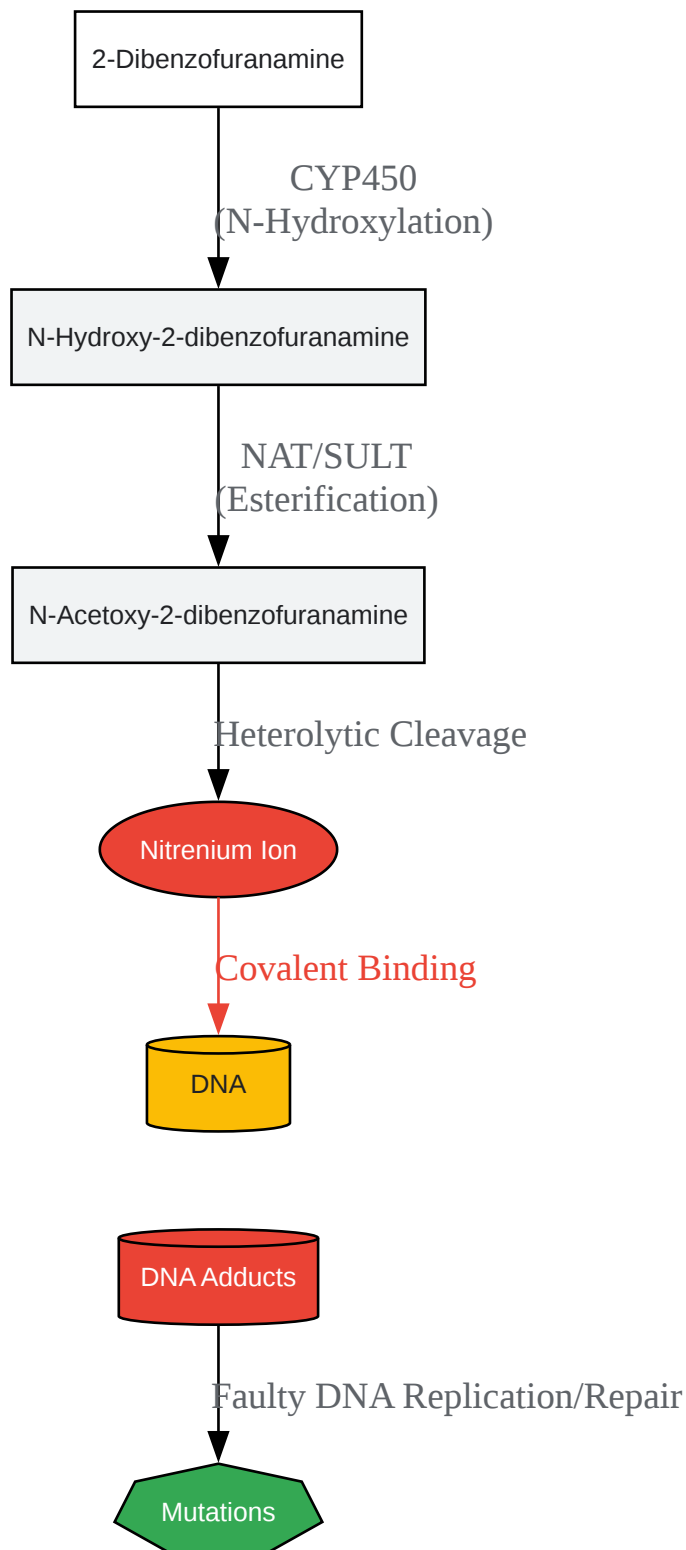 2-Dibenzofuranamine
CYP450
(N-Hydroxylation)
N-Hydroxy-2-dibenzofuranamine
NAT/SULT
(Esterification)
N-Acetoxy-2-dibenzofuranamine
Heterolytic Cleavage
Nitrenium Ion
Covalent Binding
DNA
DNA Adducts
Faulty DNA Replication/Repair
Mutations